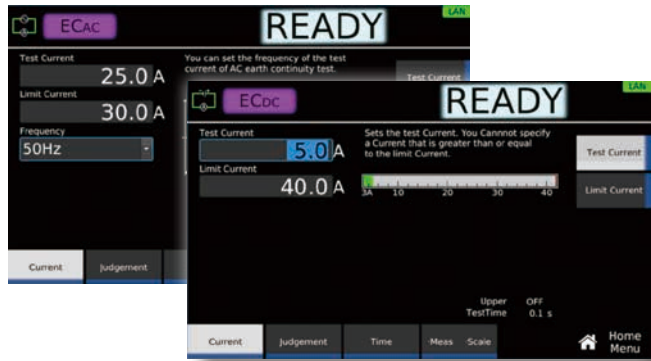 LAN
ECAC
READY
Test Current
25.0 A
You can set the frequency of the test
current of AC earth continuity test.
Test Current
Limit Current
30.0 A
Frequency
50Hz
Current
Judgement
LAN
ECDC
READY
Test Current
5.0 A
Sets the test Current. You Cannnot specify
a Current that is greater than or equal
to the limit Current.
Test Current
Limit Current
40.0 A
3A 10 20 30 40
Limit Current
Upper OFF
TestTime 0.1 s
Current
Judgement
Time
Meas Scale
Home
Menu